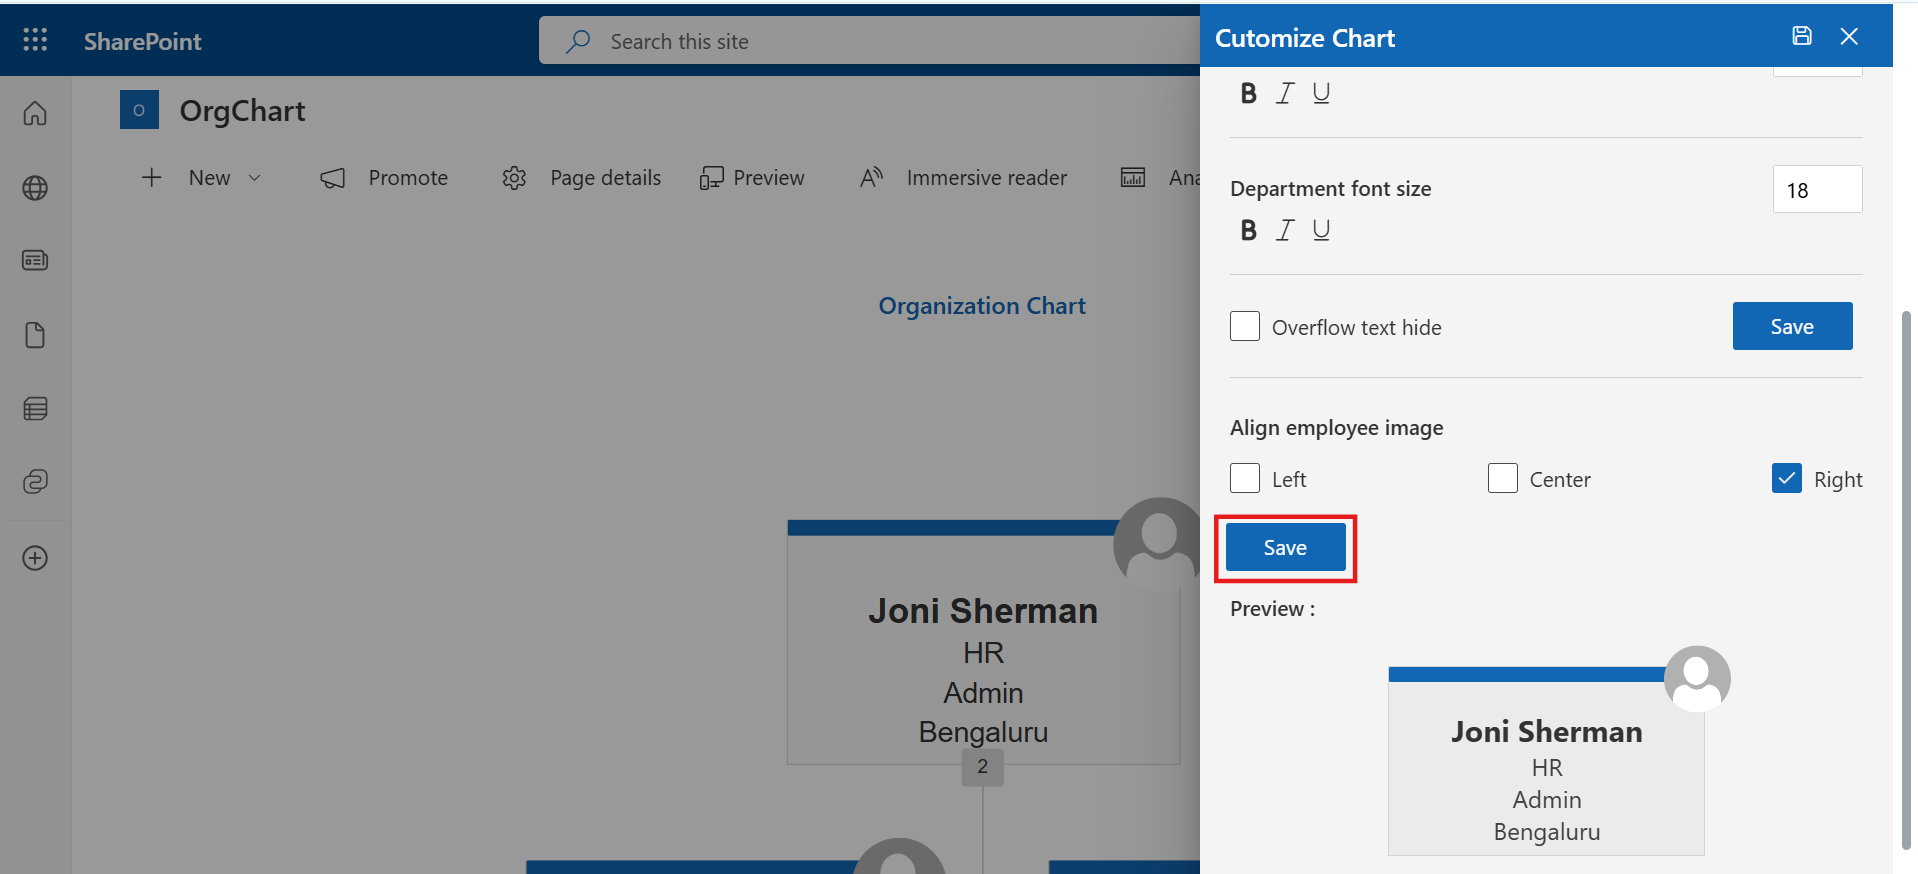 SharePoint
Search this site
Cutomize Chart
O
OrgChart
B I U
New
Promote
Page details
Preview
Immersive reader
Ana
Department font size
18
B I U
Organization Chart
Overflow text hide
Save
Align employee image
Left
Center
Right
Save
Preview :
Joni Sherman
HR
Admin
Bengaluru
2
Joni Sherman
HR
Admin
Bengaluru